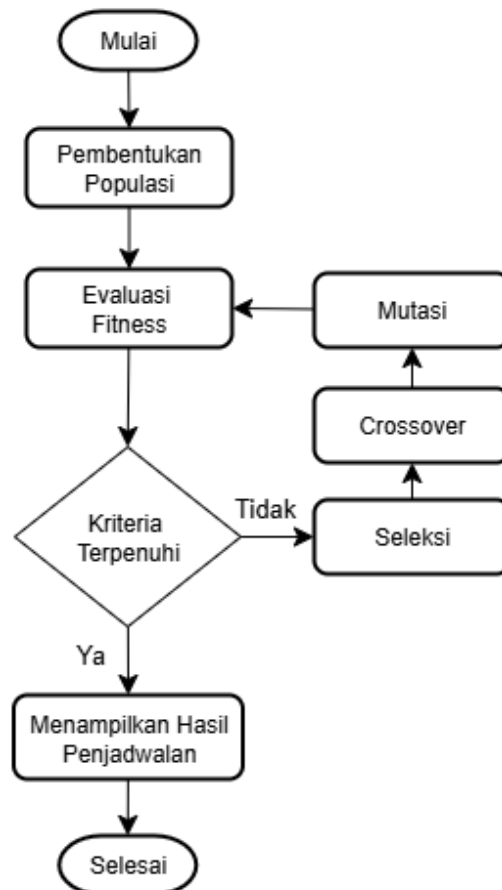 Mulai
Pembentukan
Populasi
Evaluasi
Fitness
Mutasi
Crossover
Kriteria
Terpenuhi
Tidak
Seleksi
Ya
Menampilkan Hasil
Penjadwalan
Selesai